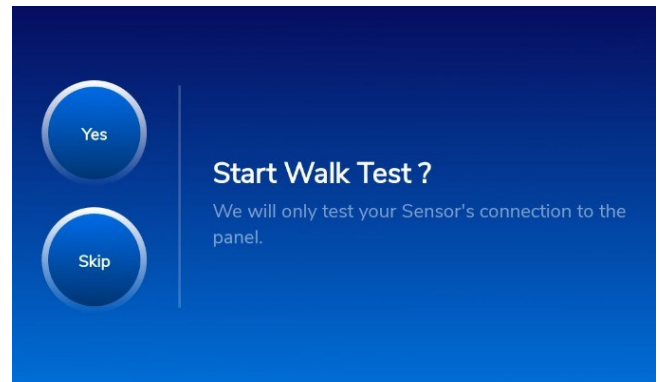 Yes
Start Walk Test ?
We will only test your Sensor's connection to the
panel.
Skip